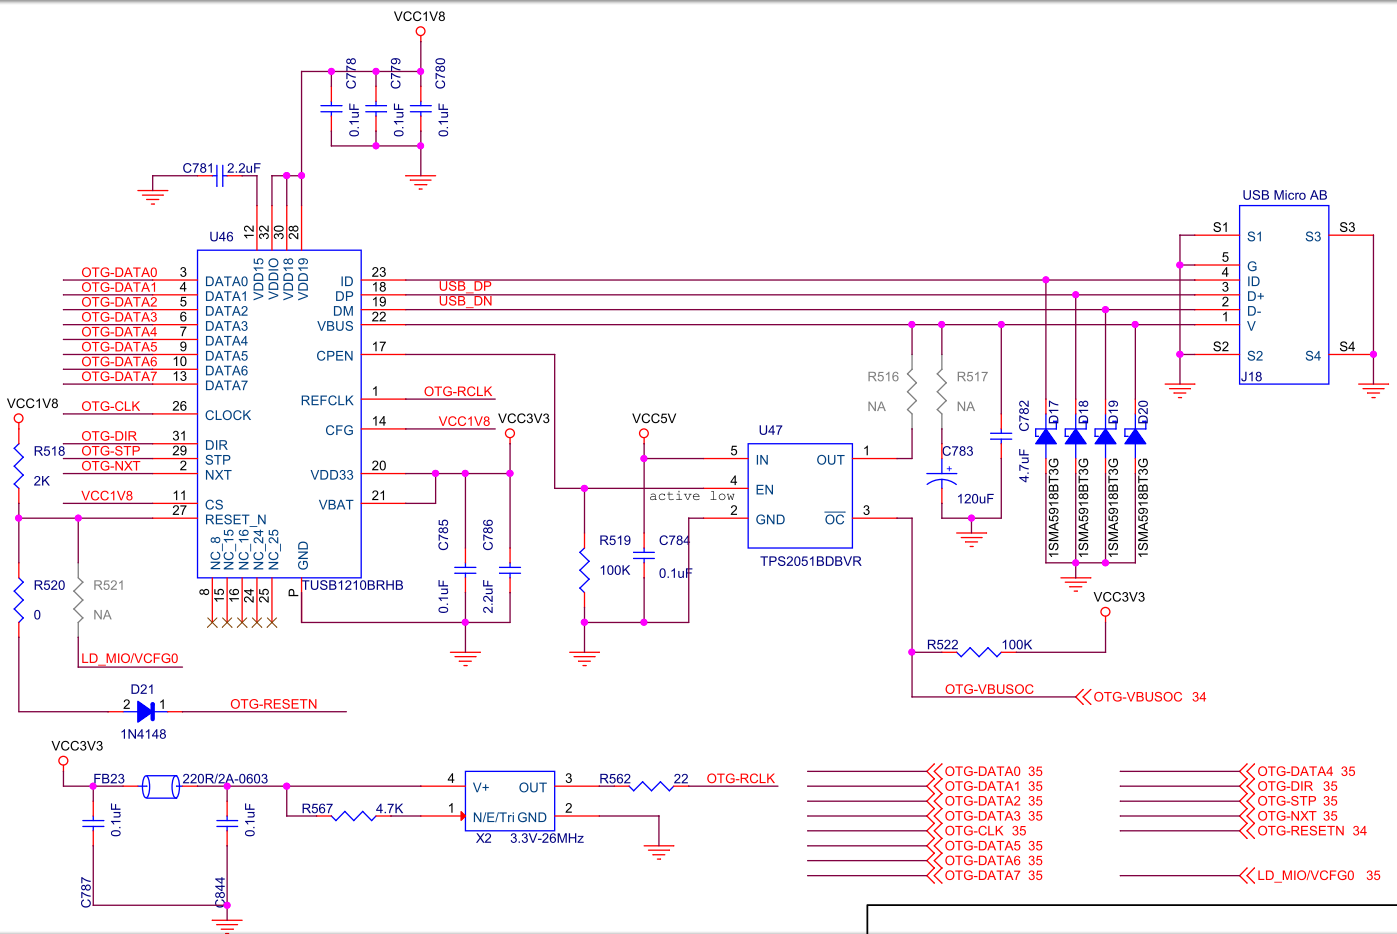 VCC1V8
C778
0.1uF
C779
0.1uF
C780
0.1uF
C781 2.2uF
U46
12
32
30
28
VDD15
VDDIO
VDD18
VDD19
OTG-DATA0 3 DATA0
OTG-DATA1 4 DATA1
OTG-DATA2 5 DATA2
OTG-DATA3 6 DATA3
OTG-DATA4 7 DATA4
OTG-DATA5 9 DATA5
OTG-DATA6 10 DATA6
OTG-DATA7 13 DATA7
OTG-CLK 26 CLOCK
OTG-DIR 31 DIR
OTG-STP 29 STP
OTG-NXT 2 NXT
VCC1V8 11 CS
27 RESET_N
ID 23
DP 18 USB_DP
DM 19 USB_DN
VBUS 22
CPEN 17
REFCLK 1 OTG-RCLK
CFG 14 VCC1V8
VDD33 20
VBAT 21
NC_8
NC_15
NC_16
NC_24
NC_25
GND
8
15
16
24
25
P
TUSB1210BRHB
VCC1V8
R518
2K
R520
0
R521
NA
LD_MIO/VCFG0
D21
2 1
1N4148
OTG-RESETN
VCC3V3
C785
0.1uF
C786
2.2uF
VCC5V
R519
100K
C784
0.1uF
active low
U47
5 IN
4 EN
2 GND
OUT 1
OC 3
TPS2051BDBVR
R516
NA
R517
NA
C783
+
120uF
C782
4.7uF
D17
1SMA5918BT3G
D18
1SMA5918BT3G
D19
1SMA5918BT3G
D20
1SMA5918BT3G
USB Micro AB
S1 S1
5 G
4 ID
3 D+
2 D-
1 V
S2 S2
S3 S3
S4 S4
J18
VCC3V3
R522 100K
OTG-VBUSOC
OTG-VBUSOC 34
VCC3V3
FB23 220R/2A-0603
0.1uF
C787
0.1uF
C844
R567 4.7K
4 V+
1 N/E/Tri
OUT 3
GND 2
X2 3.3V-26MHz
R562 22
OTG-RCLK
OTG-DATA0 35
OTG-DATA1 35
OTG-DATA2 35
OTG-DATA3 35
OTG-CLK 35
OTG-DATA5 35
OTG-DATA6 35
OTG-DATA7 35
OTG-DATA4 35
OTG-DIR 35
OTG-STP 35
OTG-NXT 35
OTG-RESETN 34
LD_MIO/VCFG0 35